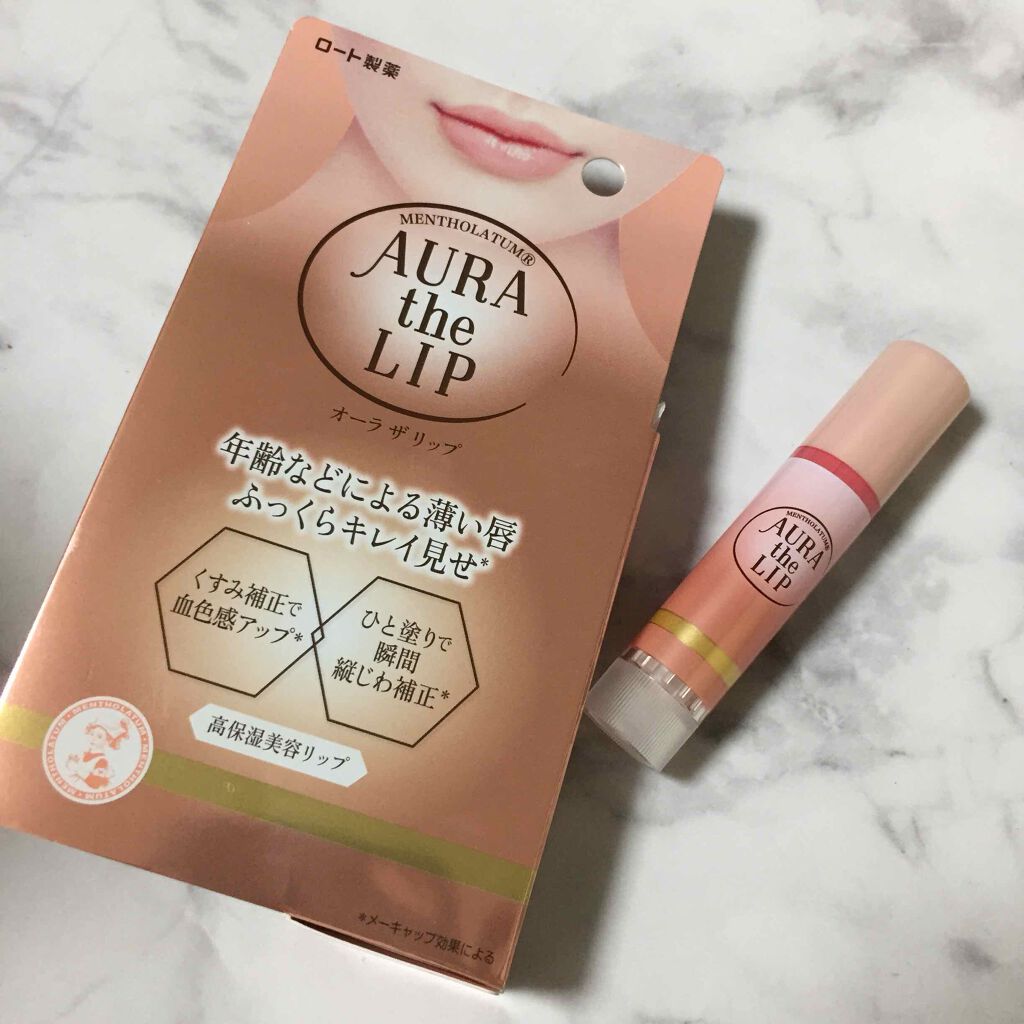 ロート製薬
MENTHOLATUM®
AURA
the
LIP
オーラ ザ リップ
年齢などによる薄い唇
ふっくらキレイ見せ*
くすみ補正で
血色感アップ*
ひと塗りで
瞬間
縦じわ補正*
高保湿美容リップ
MENTHOLATUM・MENTHOLATUM・MENTHOLATUM・
*メーキャップ効果による
MENTHOLATUM®
AURA
the
LIP